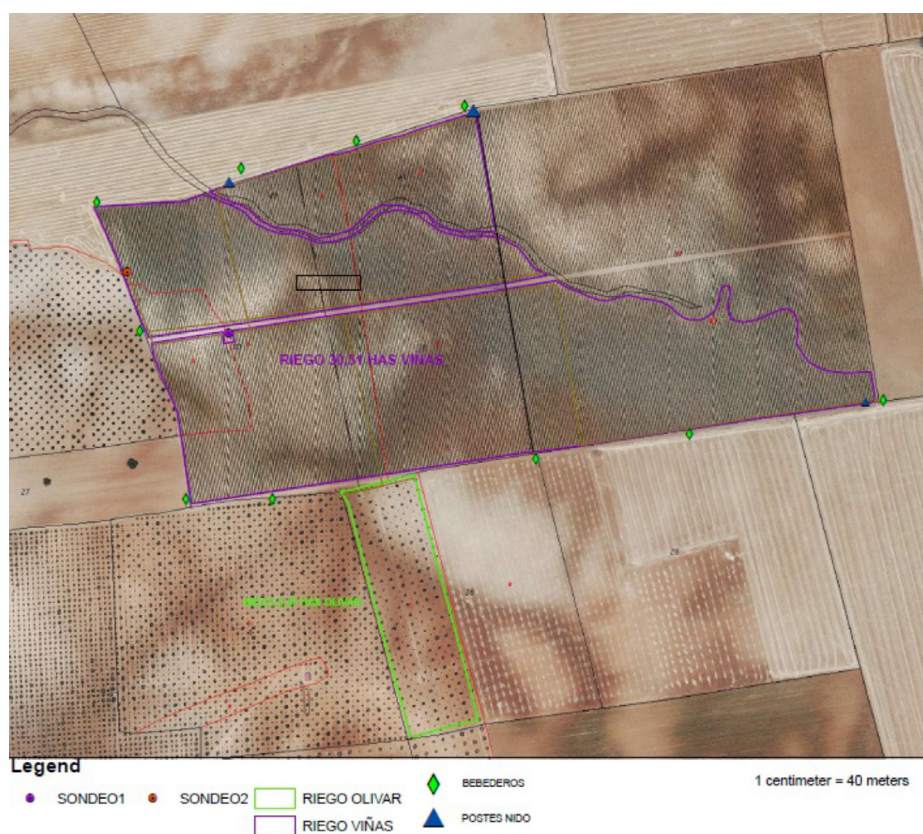 RIEGO 30,31 HAS VIÑAS
27
28
29
Legend
SONDEO1
SONDEO2
RIEGO OLIVAR
RIEGO VIÑAS
BEBEDEROS
POSTES NIDO
1 centimeter = 40 meters